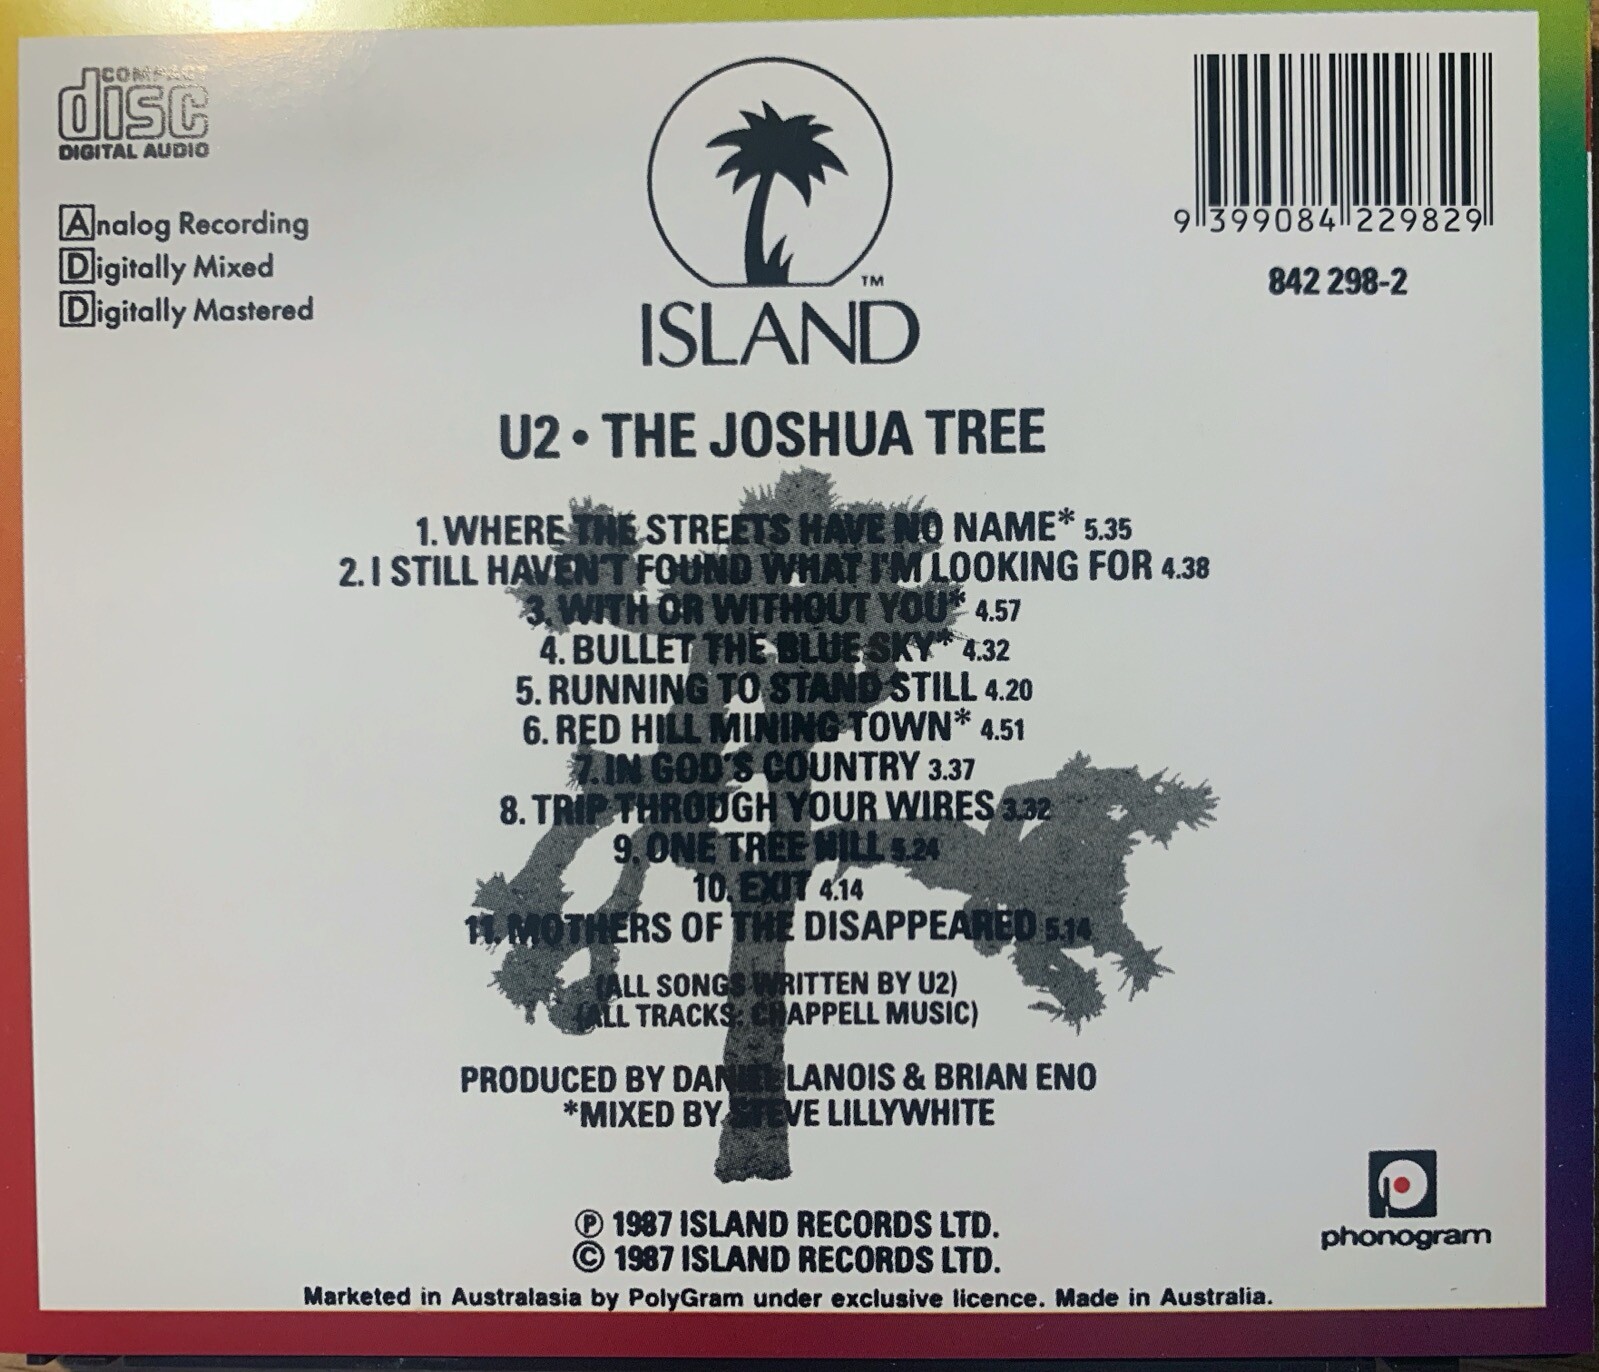 COMPACT
disc
DIGITAL AUDIO
Analog Recording
Digitally Mixed
Digitally Mastered
™
ISLAND
9 399084 229829
842 298-2
U2 • THE JOSHUA TREE
1. WHERE THE STREETS HAVE NO NAME* 5.35
2. I STILL HAVEN'T FOUND WHAT I'M LOOKING FOR 4.38
3. WITH OR WITHOUT YOU* 4.57
4. BULLET THE BLUE SKY* 4.32
5. RUNNING TO STAND STILL 4.20
6. RED HILL MINING TOWN* 4.51
7. IN GOD'S COUNTRY 3.37
8. TRIP THROUGH YOUR WIRES 3.32
9. ONE TREE HILL 5.24
10. EXIT 4.14
11. MOTHERS OF THE DISAPPEARED 5.14
(ALL SONGS WRITTEN BY U2)
(ALL TRACKS: CHAPPELL MUSIC)
PRODUCED BY DANIEL LANOIS & BRIAN ENO
*MIXED BY STEVE LILLYWHITE
℗ 1987 ISLAND RECORDS LTD.
© 1987 ISLAND RECORDS LTD.
phonogram
Marketed in Australasia by PolyGram under exclusive licence. Made in Australia.